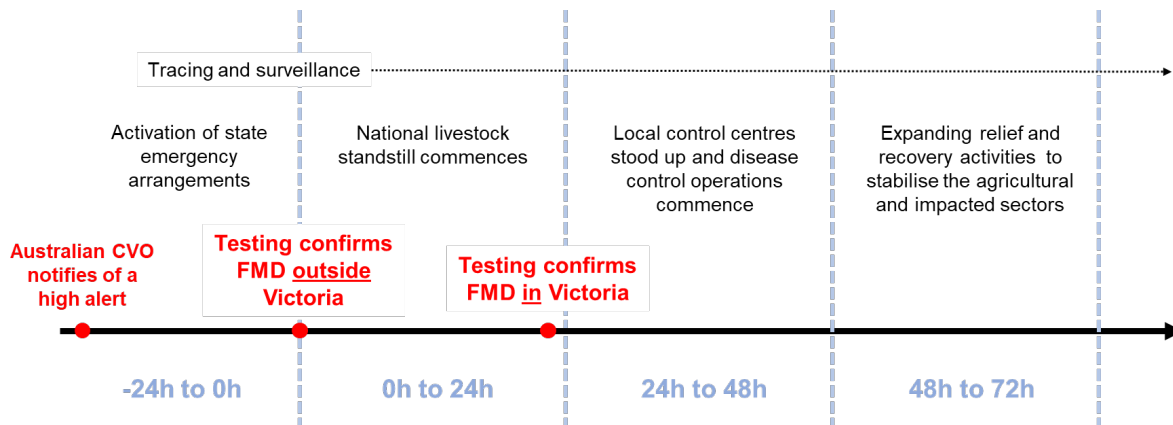 Tracing and surveillance
Activation of state
emergency
arrangements
National livestock
standstill commences
Local control centres
stood up and disease
control operations
commence
Expanding relief and
recovery activities to
stabilise the agricultural
and impacted sectors
Australian CVO
notifies of a
high alert
Testing confirms
FMD outside
Victoria
Testing confirms
FMD in Victoria
-24h to 0h
0h to 24h
24h to 48h
48h to 72h